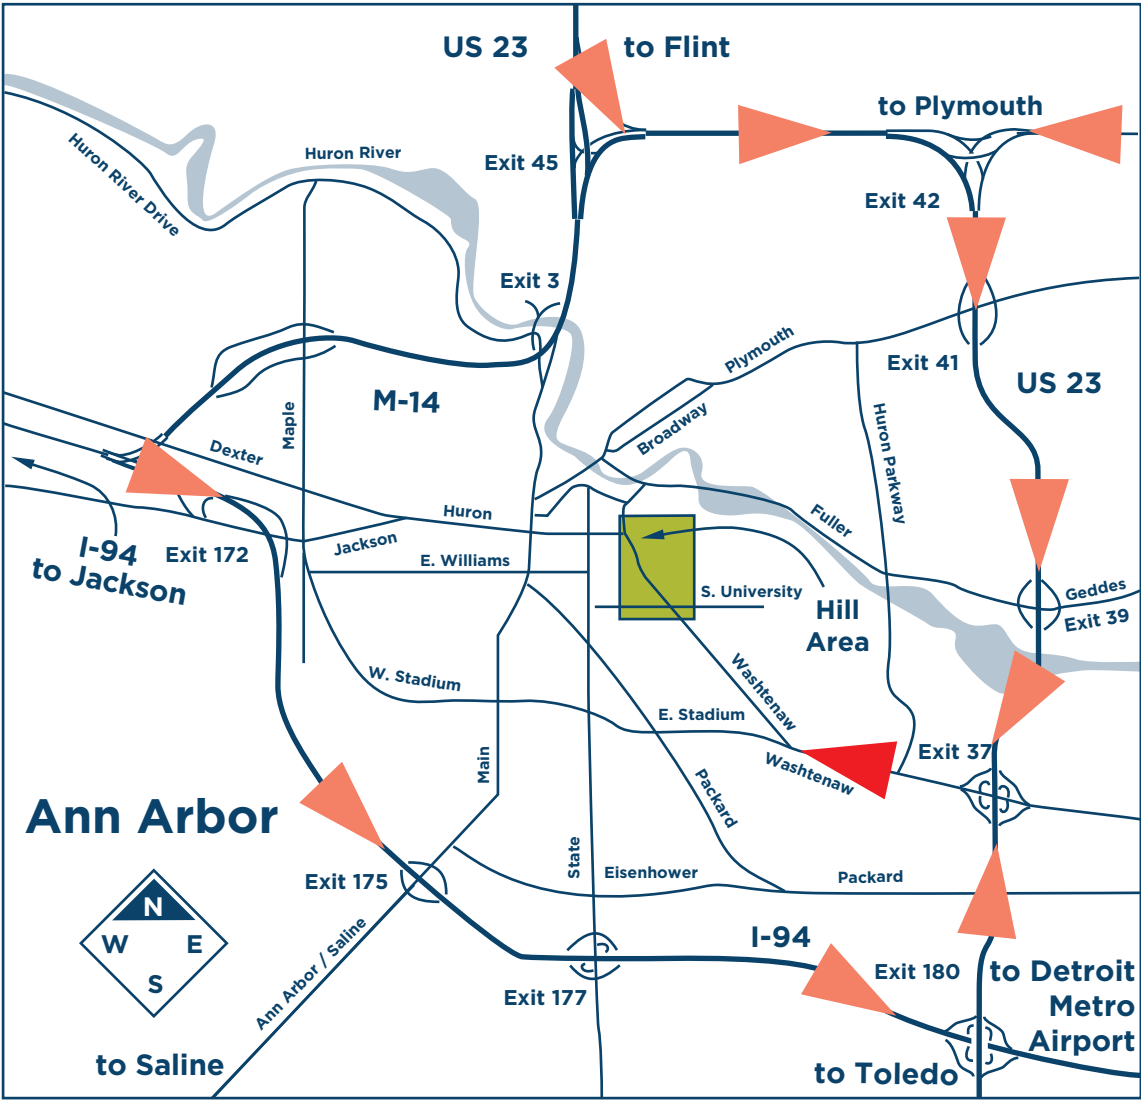 US 23
to Flint
to Plymouth
Huron River
Huron River Drive
Exit 45
Exit 42
Exit 3
Plymouth
Exit 41
US 23
M-14
Maple
Broadway
Huron Parkway
Dexter
Huron
Fuller
Jackson
I-94
to Jackson
Exit 172
E. Williams
S. University
Geddes
Exit 39
Hill
Area
W. Stadium
Washtenaw
E. Stadium
Main
Exit 37
Washtenaw
Packard
Ann Arbor
State
Eisenhower
Packard
Exit 175
N
W
E
S
Ann Arbor / Saline
I-94
Exit 180
to Detroit
Metro
Airport
Exit 177
to Saline
to Toledo